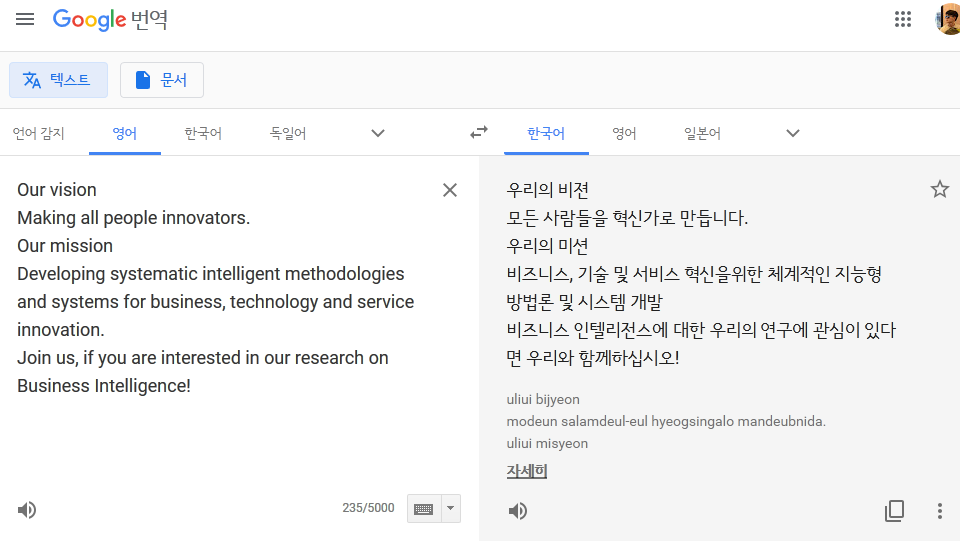 Google 번역
텍스트 문서
언어 감지 영어 한국어 독일어 한국어 영어 일본어
Our vision
Making all people innovators.
Our mission
Developing systematic intelligent methodologies
and systems for business, technology and service
innovation.
Join us, if you are interested in our research on
Business Intelligence!
235/5000
우리의 비젼
모든 사람들을 혁신가로 만듭니다.
우리의 미션
비즈니스, 기술 및 서비스 혁신을위한 체계적인 지능형
방법론 및 시스템 개발
비즈니스 인텔리전스에 대한 우리의 연구에 관심이 있다
면 우리와 함께하십시오!
uliui bijyeon
modeun salamdeul-eul hyeogsingalo mandeubnida.
uliui misyeon
자세히